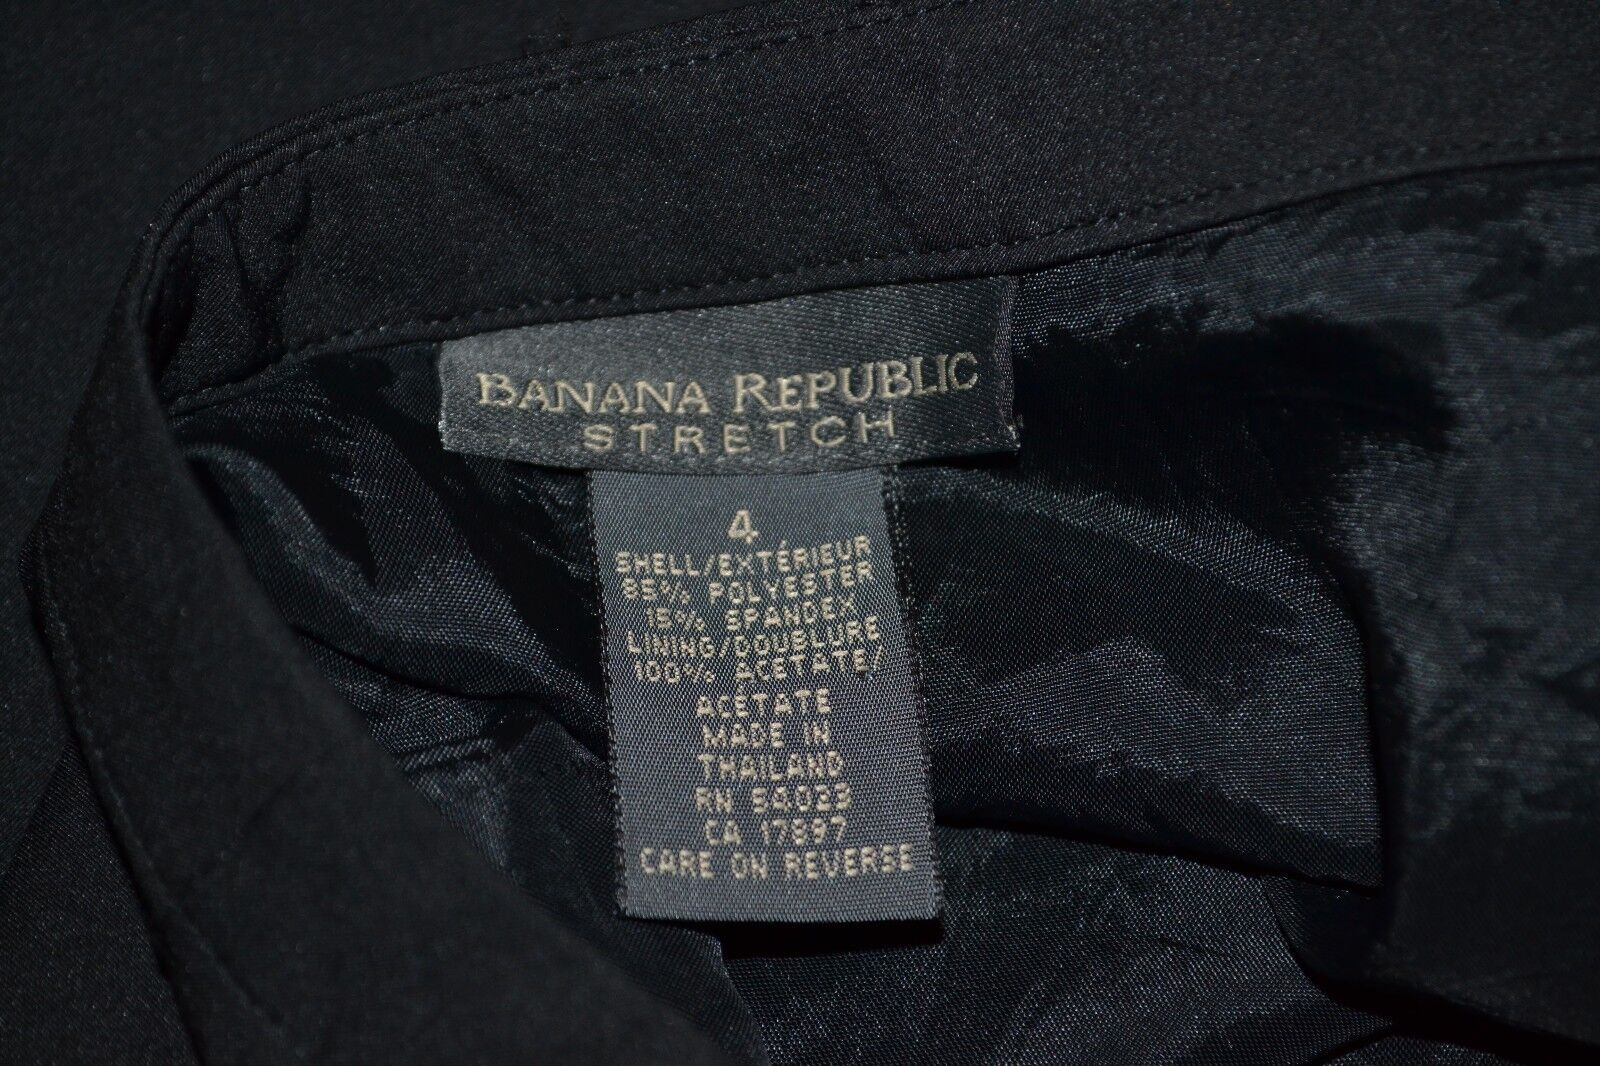 BANANA REPUBLIC
STRETCH
4
SHELL/EXTÉRIEUR
85% POLYESTER
15% SPANDEX
LINING/DOUBLURE
100% ACETATE/
ACETATE
MADE IN
THAILAND
RN 54023
CA 17897
CARE ON REVERSE